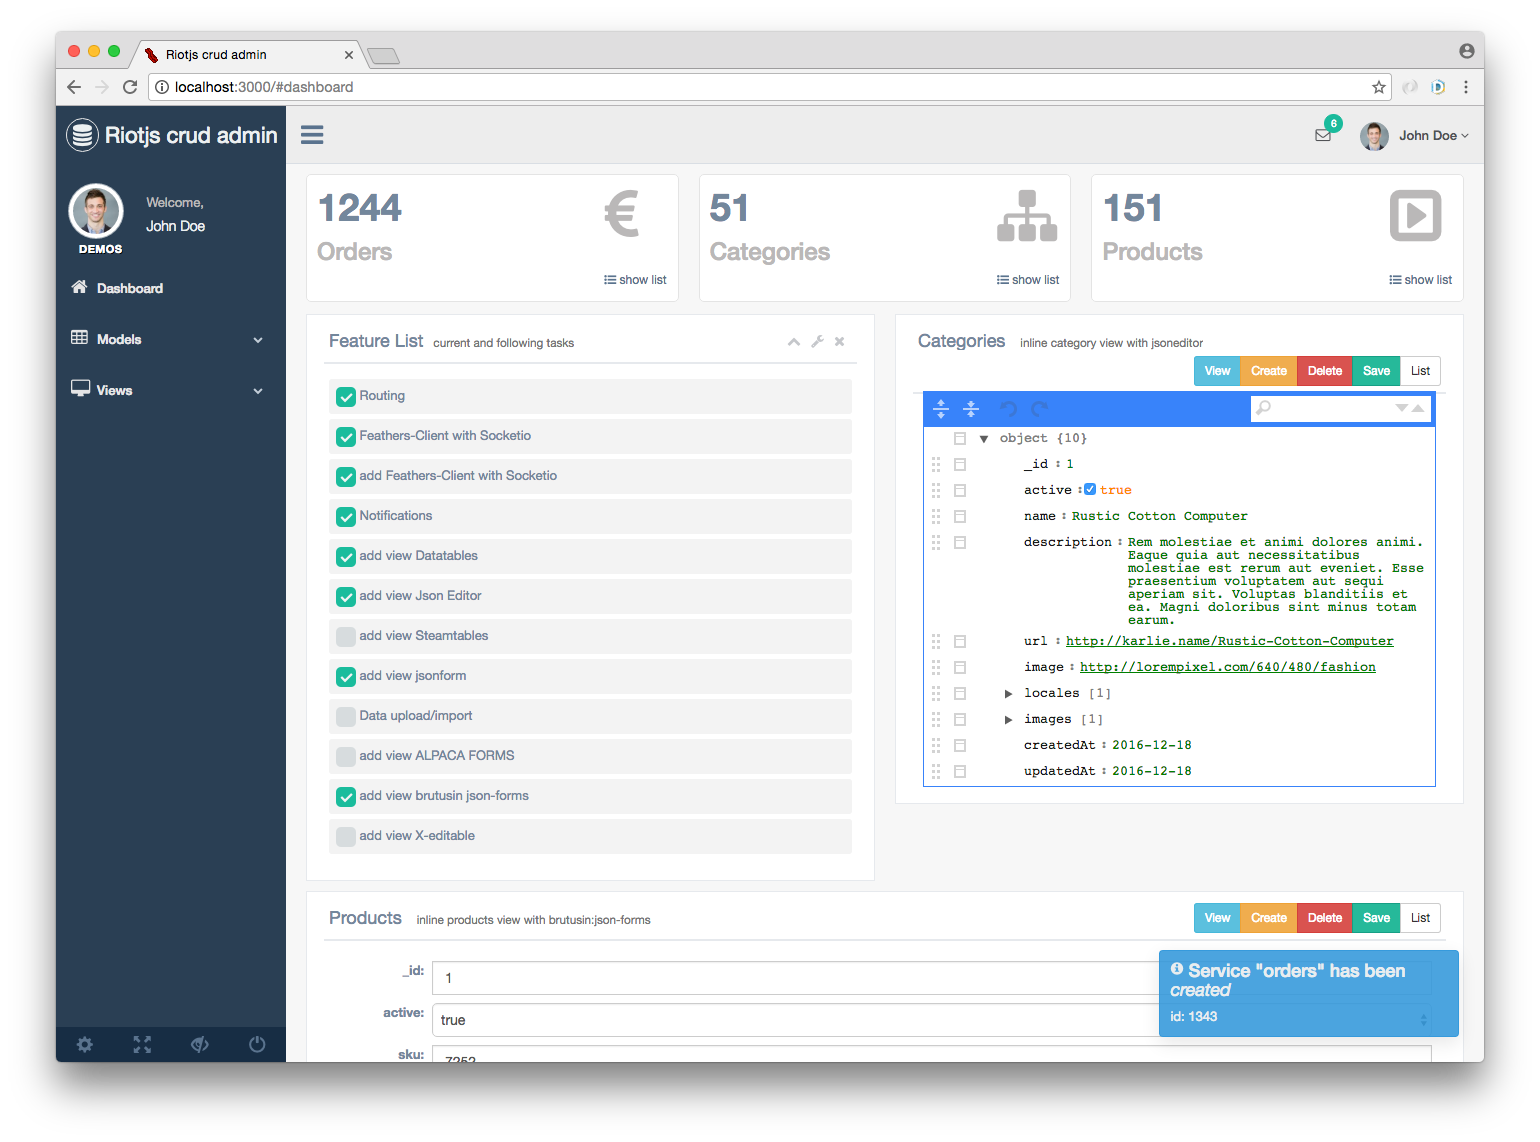 Riotjs crud admin
localhost:3000/#dashboard
Riotjs crud admin
6
John Doe
Welcome,
John Doe
DEMOS
Dashboard
Models
Views
1244
Orders
show list
51
Categories
show list
151
Products
show list
Feature List current and following tasks
Routing
Feathers-Client with Socketio
add Feathers-Client with Socketio
Notifications
add view Datatables
add view Json Editor
add view Steamtables
add view jsonform
Data upload/import
add view ALPACA FORMS
add view brutusin json-forms
add view X-editable
Categories inline category view with jsoneditor
View Create Delete Save List
object {10}
_id : 1
active : true
name : Rustic Cotton Computer
description : Rem molestiae et animi dolores animi.
Eaque quia aut necessitatibus
molestiae est rerum aut eveniet. Esse
praesentium voluptatem aut sequi
aperiam sit. Voluptas blanditiis et
ea. Magni doloribus sint minus totam
earum.
url : http://karlie.name/Rustic-Cotton-Computer
image : http://lorempixel.com/640/480/fashion
locales [1]
images [1]
createdAt : 2016-12-18
updatedAt : 2016-12-18
Products inline products view with brutusin:json-forms
View Create Delete Save List
_id: 1
active: true
sku: 7252
Service "orders" has been
created
id: 1343